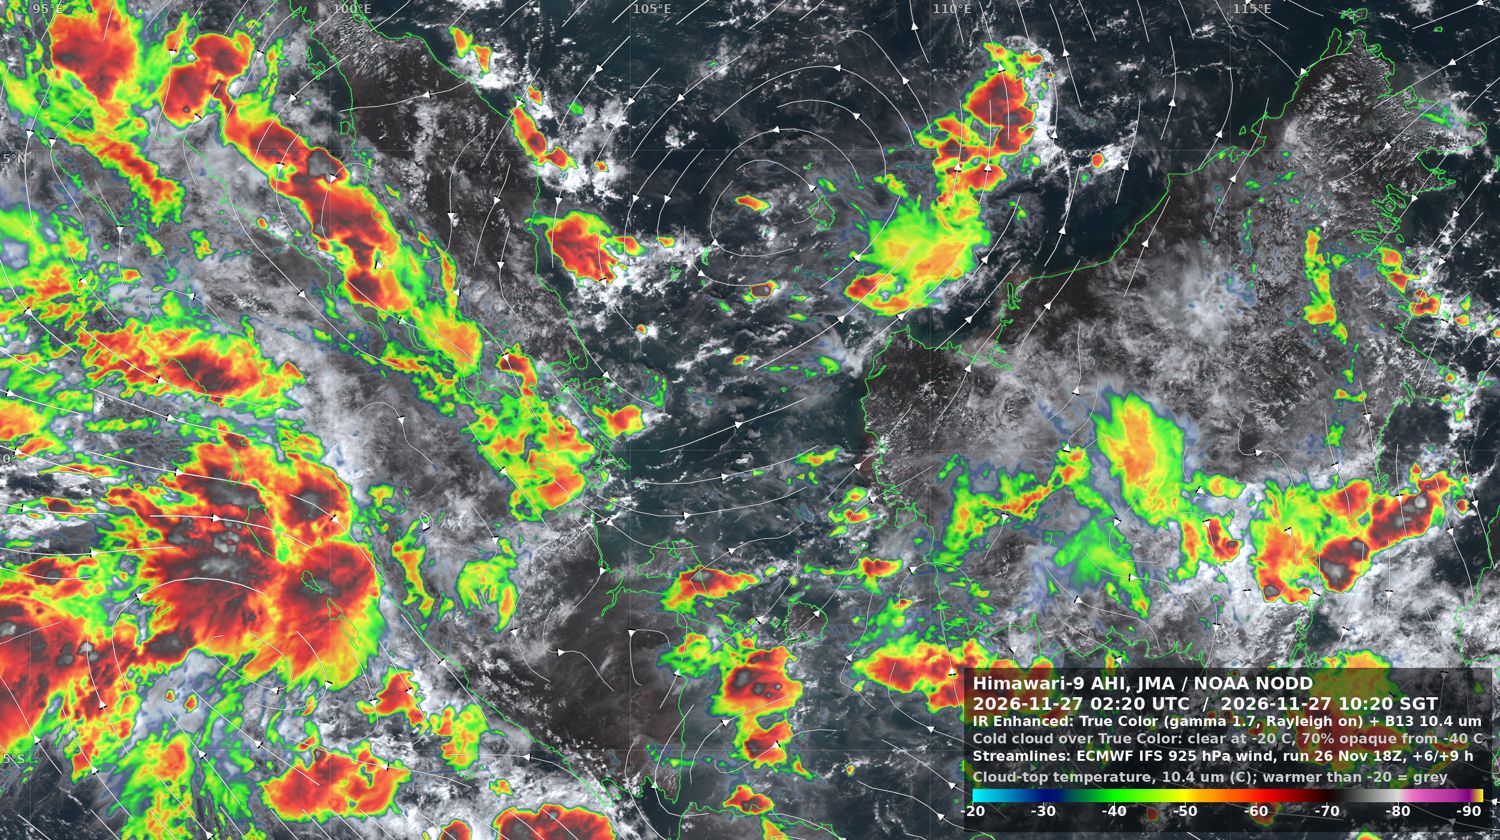 95°E
100°E
105°E
110°E
115°E
5°N
0°
5°S
Himawari-9 AHI, JMA / NOAA NODD
2026-11-27 02:20 UTC / 2026-11-27 10:20 SGT
IR Enhanced: True Color (gamma 1.7, Rayleigh on) + B13 10.4 um
Cold cloud over True Color: clear at -20 C, 70% opaque from -40 C
Streamlines: ECMWF IFS 925 hPa wind, run 26 Nov 18Z, +6/+9 h
Cloud-top temperature, 10.4 um (C); warmer than -20 = grey
-20 -30 -40 -50 -60 -70 -80 -90